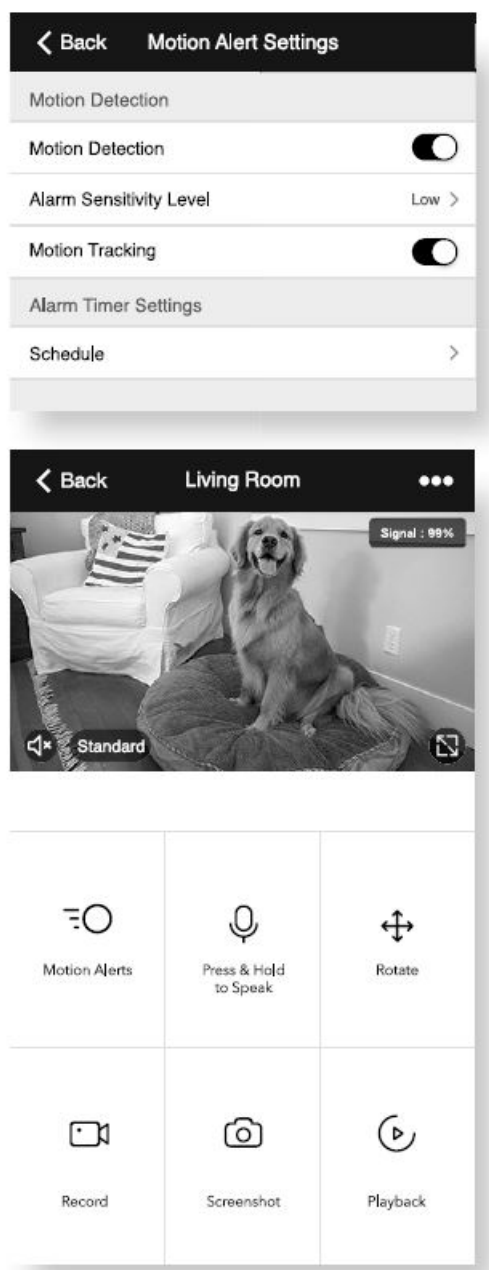 Back Motion Alert Settings
Motion Detection
Motion Detection
Alarm Sensitivity Level Low
Motion Tracking
Alarm Timer Settings
Schedule
Back Living Room
Signal : 99%
Standard
Motion Alerts
Press & Hold
to Speak
Rotate
Record
Screenshot
Playback